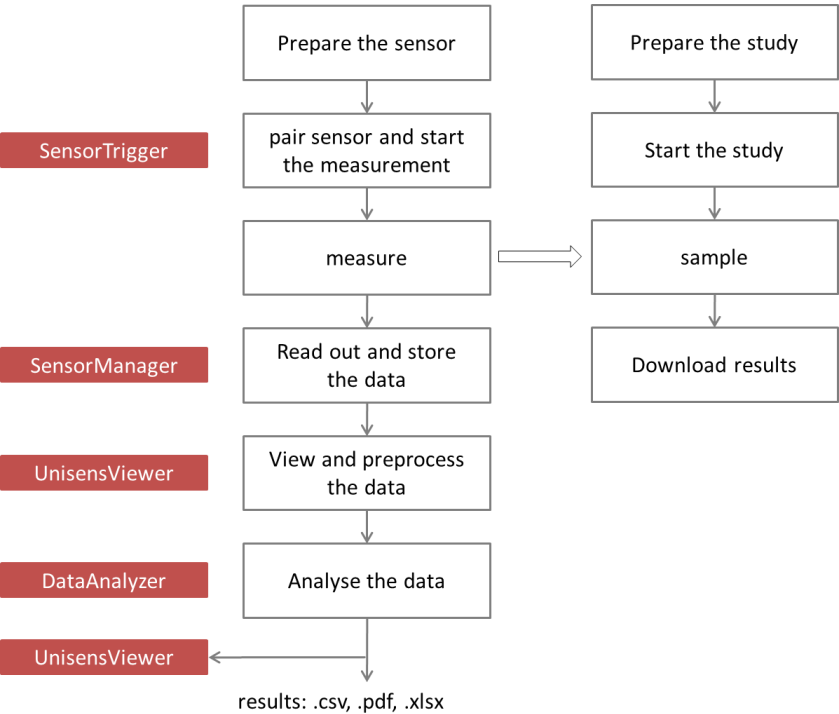 Prepare the sensor
Prepare the study
SensorTrigger
pair sensor and start
the measurement
Start the study
measure
sample
SensorManager
Read out and store
the data
Download results
UnisensViewer
View and preprocess
the data
DataAnalyzer
Analyse the data
UnisensViewer
results: .csv, .pdf, .xlsx